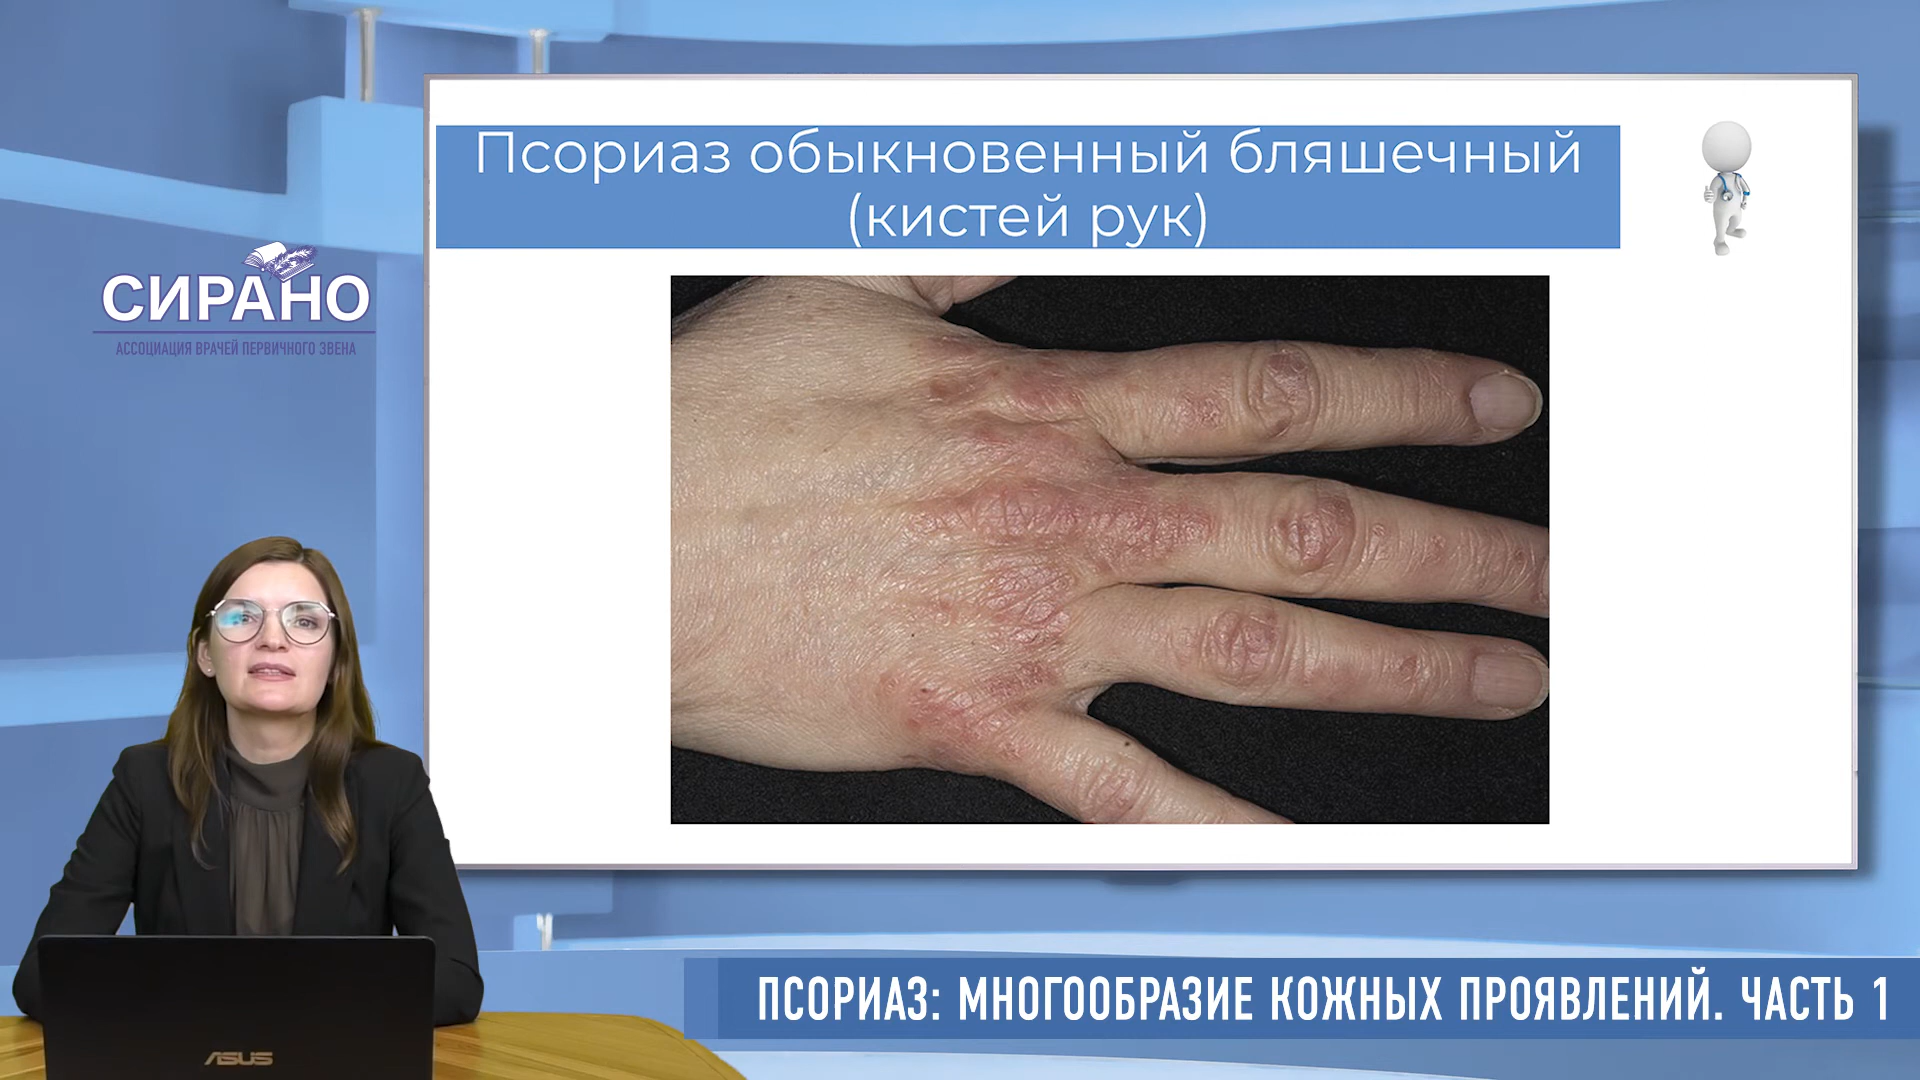 Псориаз обыкновенный бляшечный
(кистей рук)
СИРАНО
АССОЦИАЦИЯ ВРАЧЕЙ ПЕРВИЧНОГО ЗВЕНА
ASUS
ПСОРИАЗ: МНОГООБРАЗИЕ КОЖНЫХ ПРОЯВЛЕНИЙ. ЧАСТЬ 1